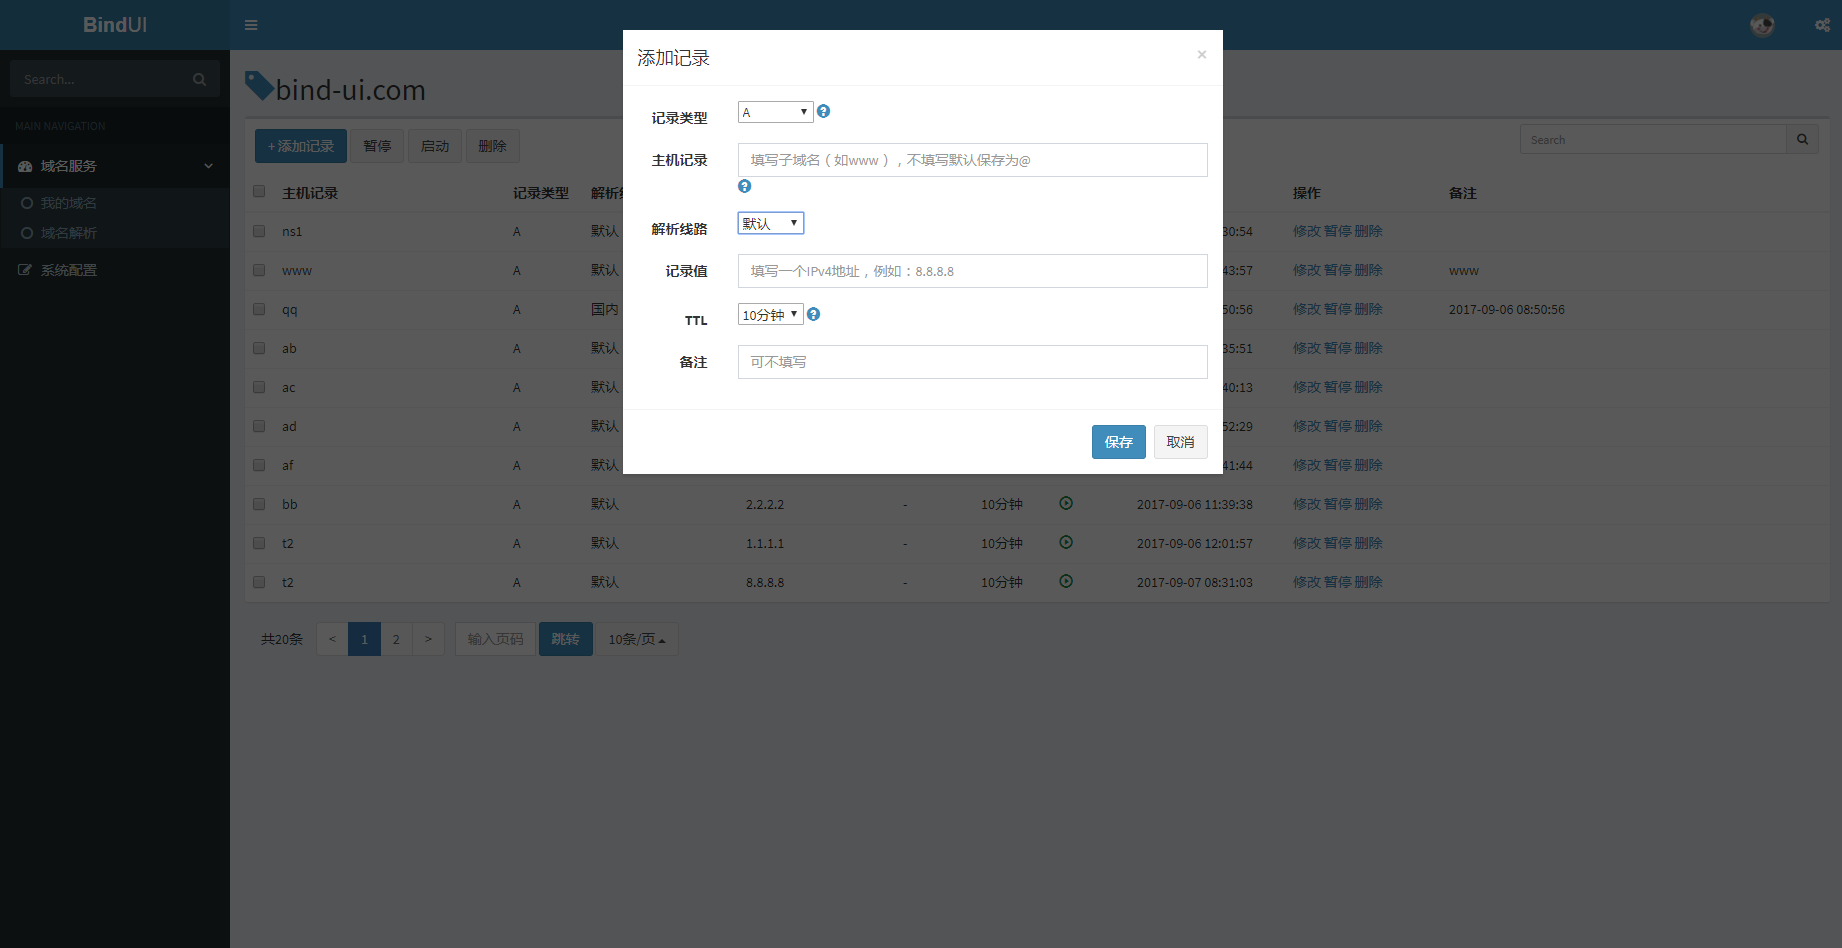 BindUI
Search...
MAIN NAVIGATION
域名服务
我的域名
域名解析
系统配置
bind-ui.com
+添加记录 暂停 启动 删除
Search
主机记录 记录类型 解析 操作 备注
ns1 A 默认 30:54 修改 暂停 删除
www A 默认 43:57 修改 暂停 删除 www
qq A 国内 50:56 修改 暂停 删除 2017-09-06 08:50:56
ab A 默认 35:51 修改 暂停 删除
ac A 默认 40:13 修改 暂停 删除
ad A 默认 52:29 修改 暂停 删除
af A 默认 41:44 修改 暂停 删除
bb A 默认 2.2.2.2 - 10分钟 2017-09-06 11:39:38 修改 暂停 删除
t2 A 默认 1.1.1.1 - 10分钟 2017-09-06 12:01:57 修改 暂停 删除
t2 A 默认 8.8.8.8 - 10分钟 2017-09-07 08:31:03 修改 暂停 删除
共20条 < 1 2 > 输入页码 跳转 10条/页
添加记录 ×
记录类型 A
主机记录 填写子域名（如www），不填写默认保存为@
解析线路 默认
记录值 填写一个IPv4地址，例如：8.8.8.8
TTL 10分钟
备注 可不填写
保存 取消